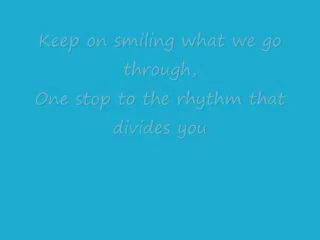 Keep on smiling what we go
through,
One stop to the rhythm that
divides you